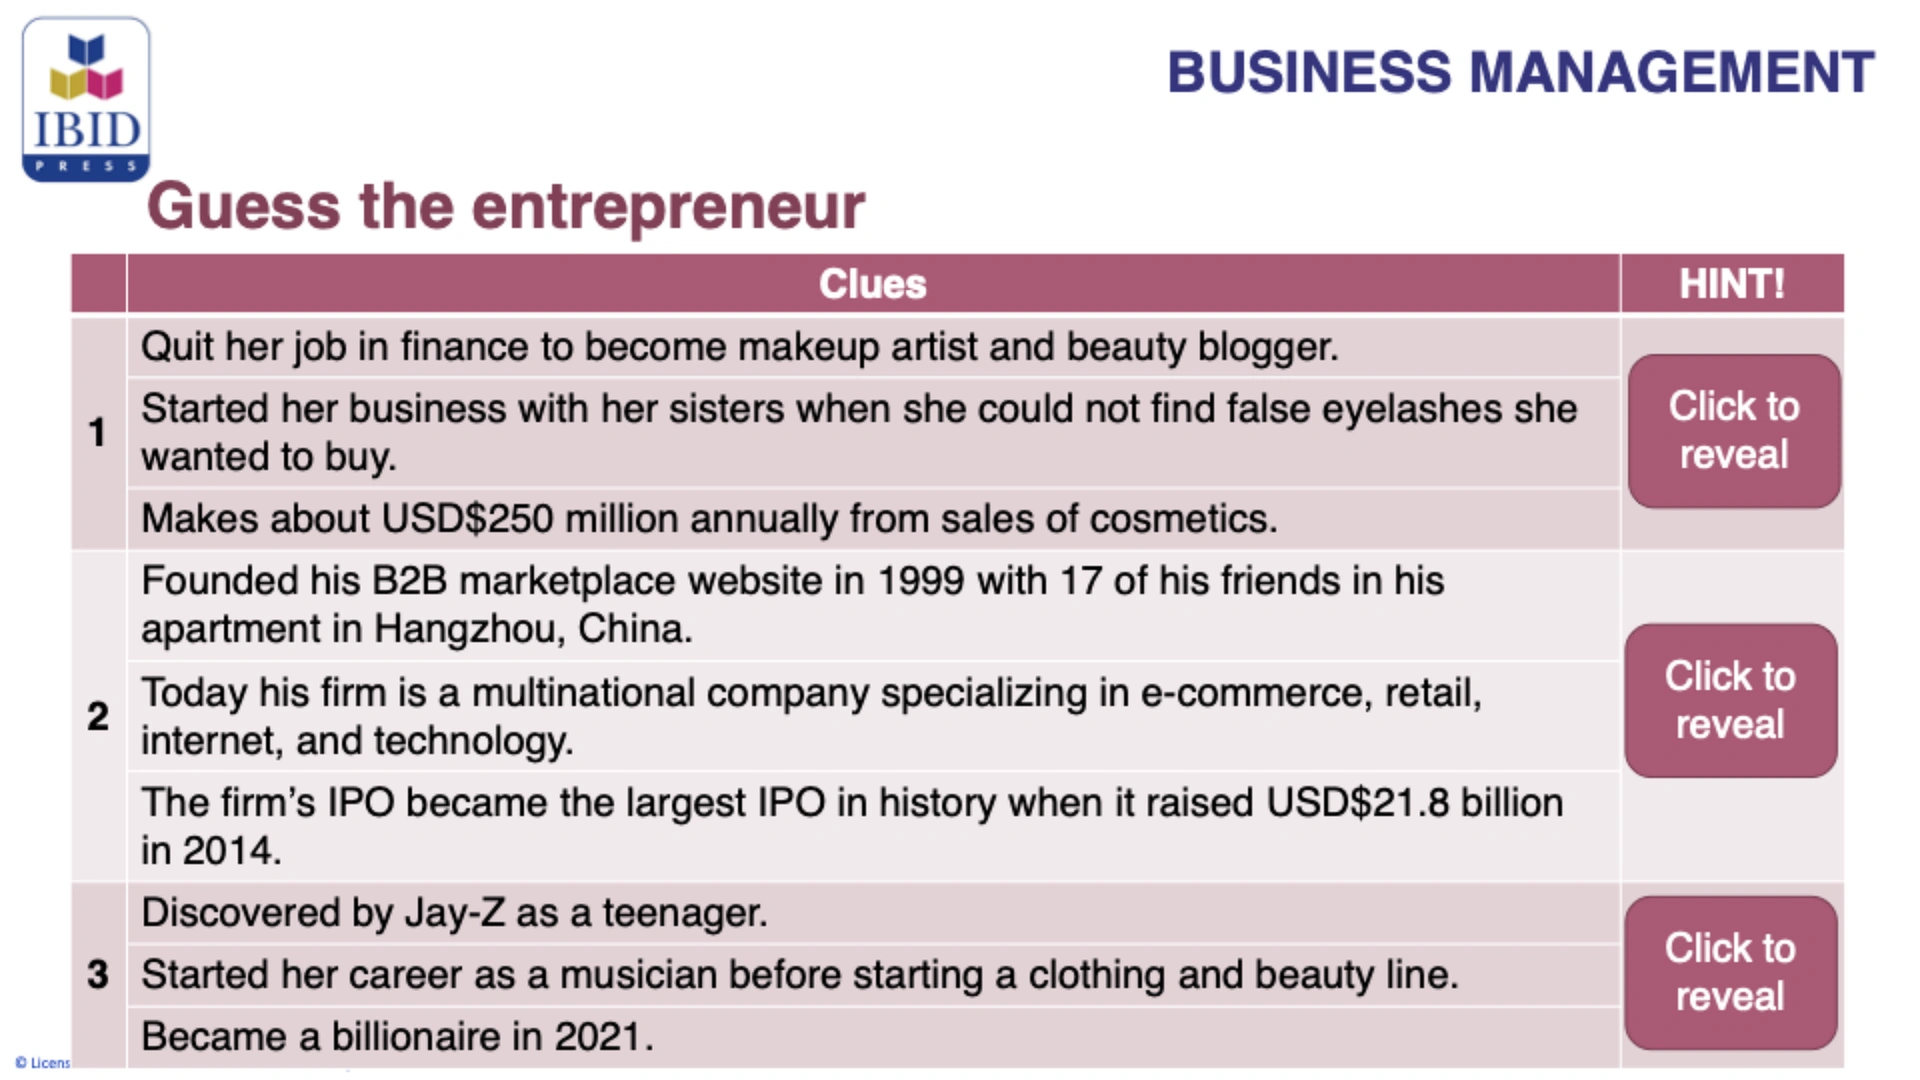 IBID
PRESS
BUSINESS MANAGEMENT
Guess the entrepreneur
Clues
HINT!
1
Quit her job in finance to become makeup artist and beauty blogger.
Started her business with her sisters when she could not find false eyelashes she
wanted to buy.
Makes about USD$250 million annually from sales of cosmetics.
Click to
reveal
2
Founded his B2B marketplace website in 1999 with 17 of his friends in his
apartment in Hangzhou, China.
Today his firm is a multinational company specializing in e-commerce, retail,
internet, and technology.
The firm’s IPO became the largest IPO in history when it raised USD$21.8 billion
in 2014.
Click to
reveal
3
Discovered by Jay-Z as a teenager.
Started her career as a musician before starting a clothing and beauty line.
Became a billionaire in 2021.
Click to
reveal
© Licens